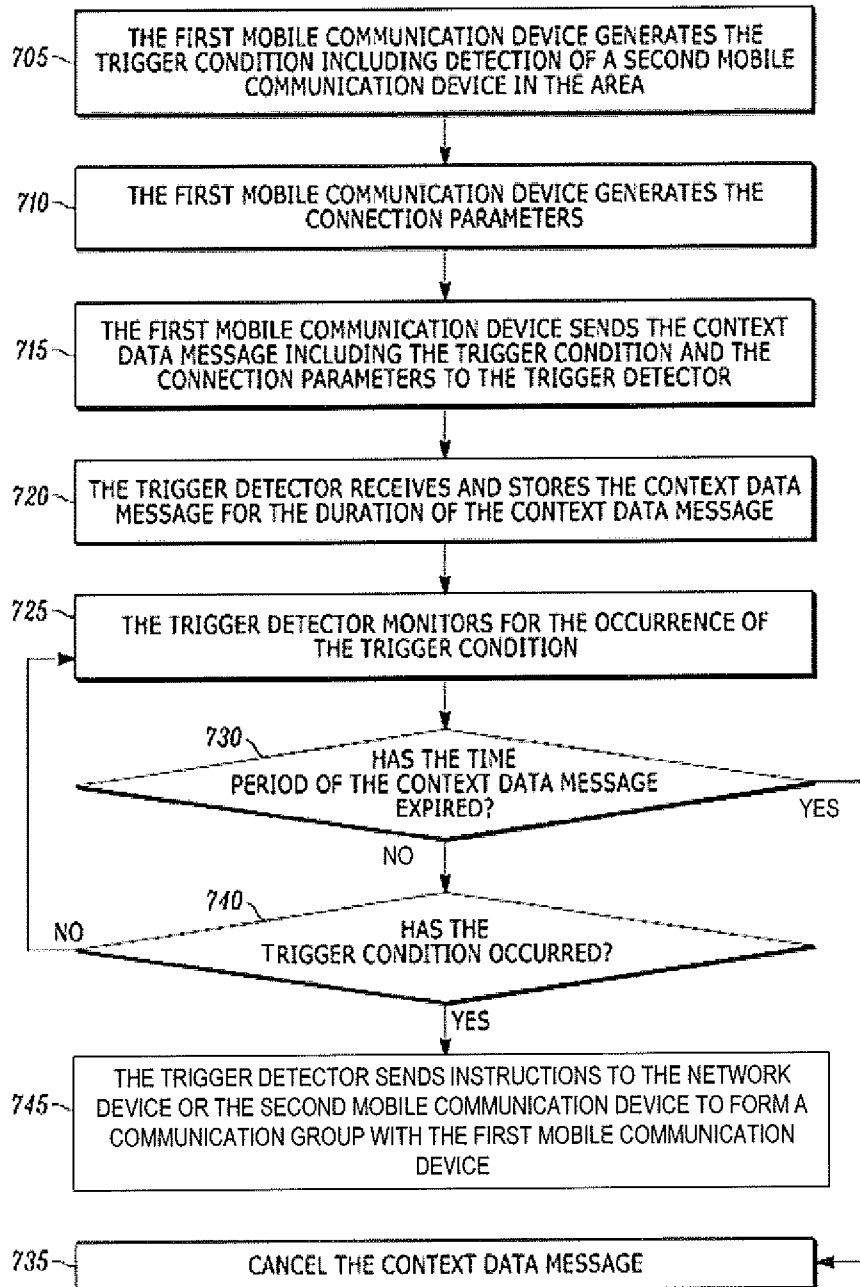 705
THE FIRST MOBILE COMMUNICATION DEVICE GENERATES THE
TRIGGER CONDITION INCLUDING DETECTION OF A SECOND MOBILE
COMMUNICATION DEVICE IN THE AREA
710
THE FIRST MOBILE COMMUNICATION DEVICE GENERATES THE
CONNECTION PARAMETERS
715
THE FIRST MOBILE COMMUNICATION DEVICE SENDS THE CONTEXT
DATA MESSAGE INCLUDING THE TRIGGER CONDITION AND THE
CONNECTION PARAMETERS TO THE TRIGGER DETECTOR
720
THE TRIGGER DETECTOR RECEIVES AND STORES THE CONTEXT DATA
MESSAGE FOR THE DURATION OF THE CONTEXT DATA MESSAGE
725
THE TRIGGER DETECTOR MONITORS FOR THE OCCURRENCE OF
THE TRIGGER CONDITION
730
HAS THE TIME
PERIOD OF THE CONTEXT DATA MESSAGE
EXPIRED?
YES
NO
740
HAS THE
TRIGGER CONDITION OCCURRED?
NO
YES
745
THE TRIGGER DETECTOR SENDS INSTRUCTIONS TO THE NETWORK
DEVICE OR THE SECOND MOBILE COMMUNICATION DEVICE TO FORM A
COMMUNICATION GROUP WITH THE FIRST MOBILE COMMUNICATION
DEVICE
735
CANCEL THE CONTEXT DATA MESSAGE